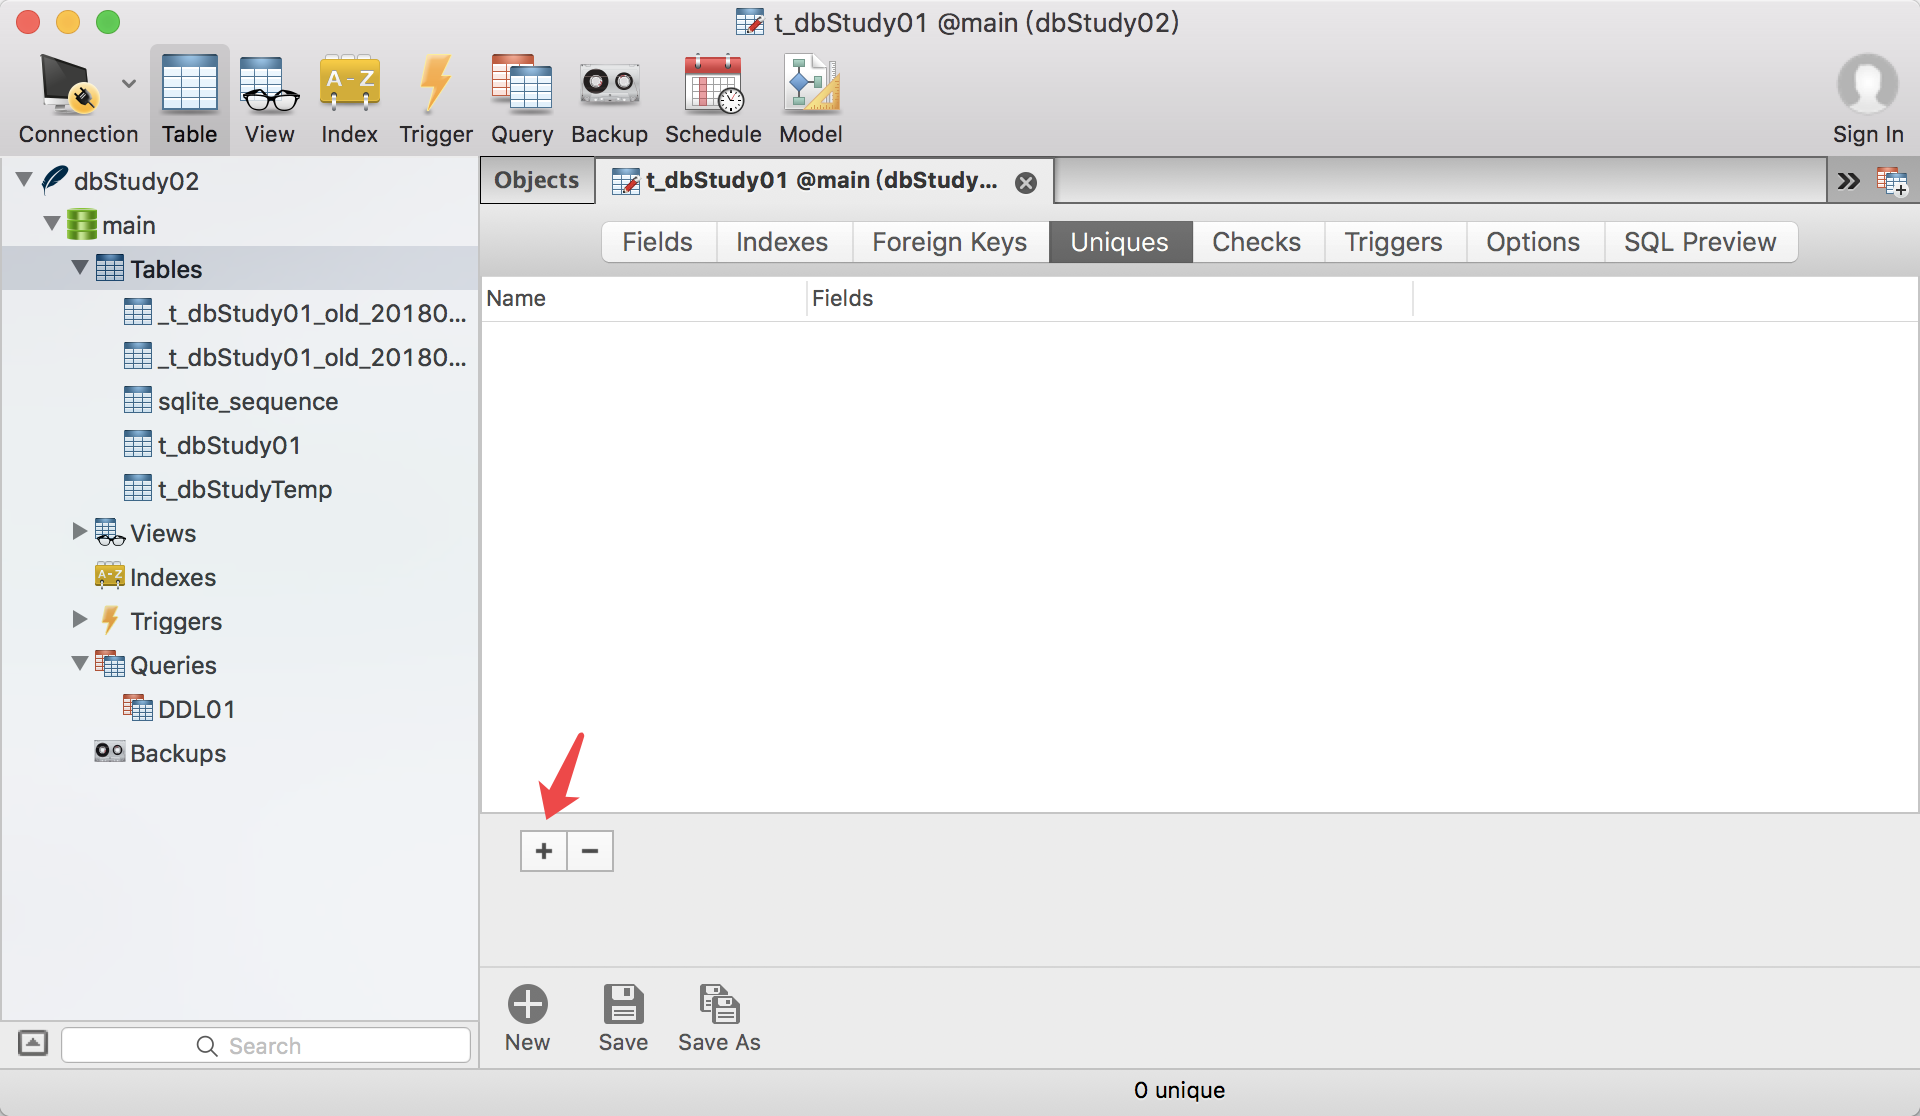 t_dbStudy01 @main (dbStudy02)
Connection
Table
View
Index
Trigger
Query
Backup
Schedule
Model
Sign In
dbStudy02
main
Tables
_t_dbStudy01_old_20180...
_t_dbStudy01_old_20180...
sqlite_sequence
t_dbStudy01
t_dbStudyTemp
Views
Indexes
Triggers
Queries
DDL01
Backups
Search
Objects
t_dbStudy01 @main (dbStudy...
Fields
Indexes
Foreign Keys
Uniques
Checks
Triggers
Options
SQL Preview
Name
Fields
New
Save
Save As
0 unique